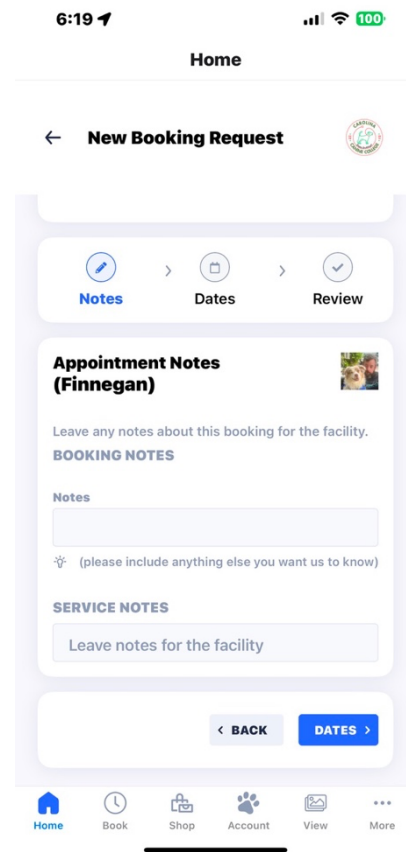 6:19
100
Home
New Booking Request
CAROLINA
Notes
Dates
Review
Appointment Notes
(Finnegan)
Leave any notes about this booking for the facility.
BOOKING NOTES
Notes
(please include anything else you want us to know)
SERVICE NOTES
Leave notes for the facility
BACK
DATES
Home
Book
Shop
Account
View
More